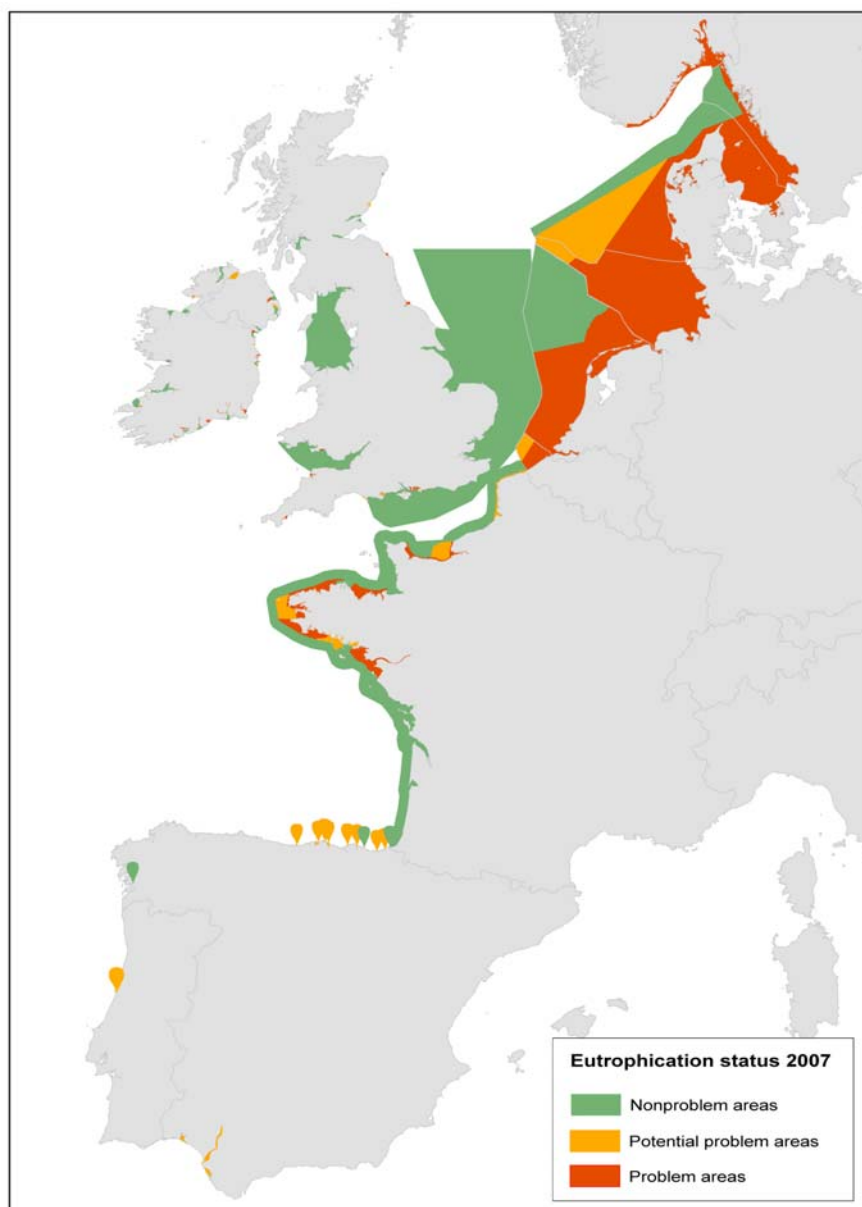 Eutrophication status 2007
Nonproblem areas
Potential problem areas
Problem areas